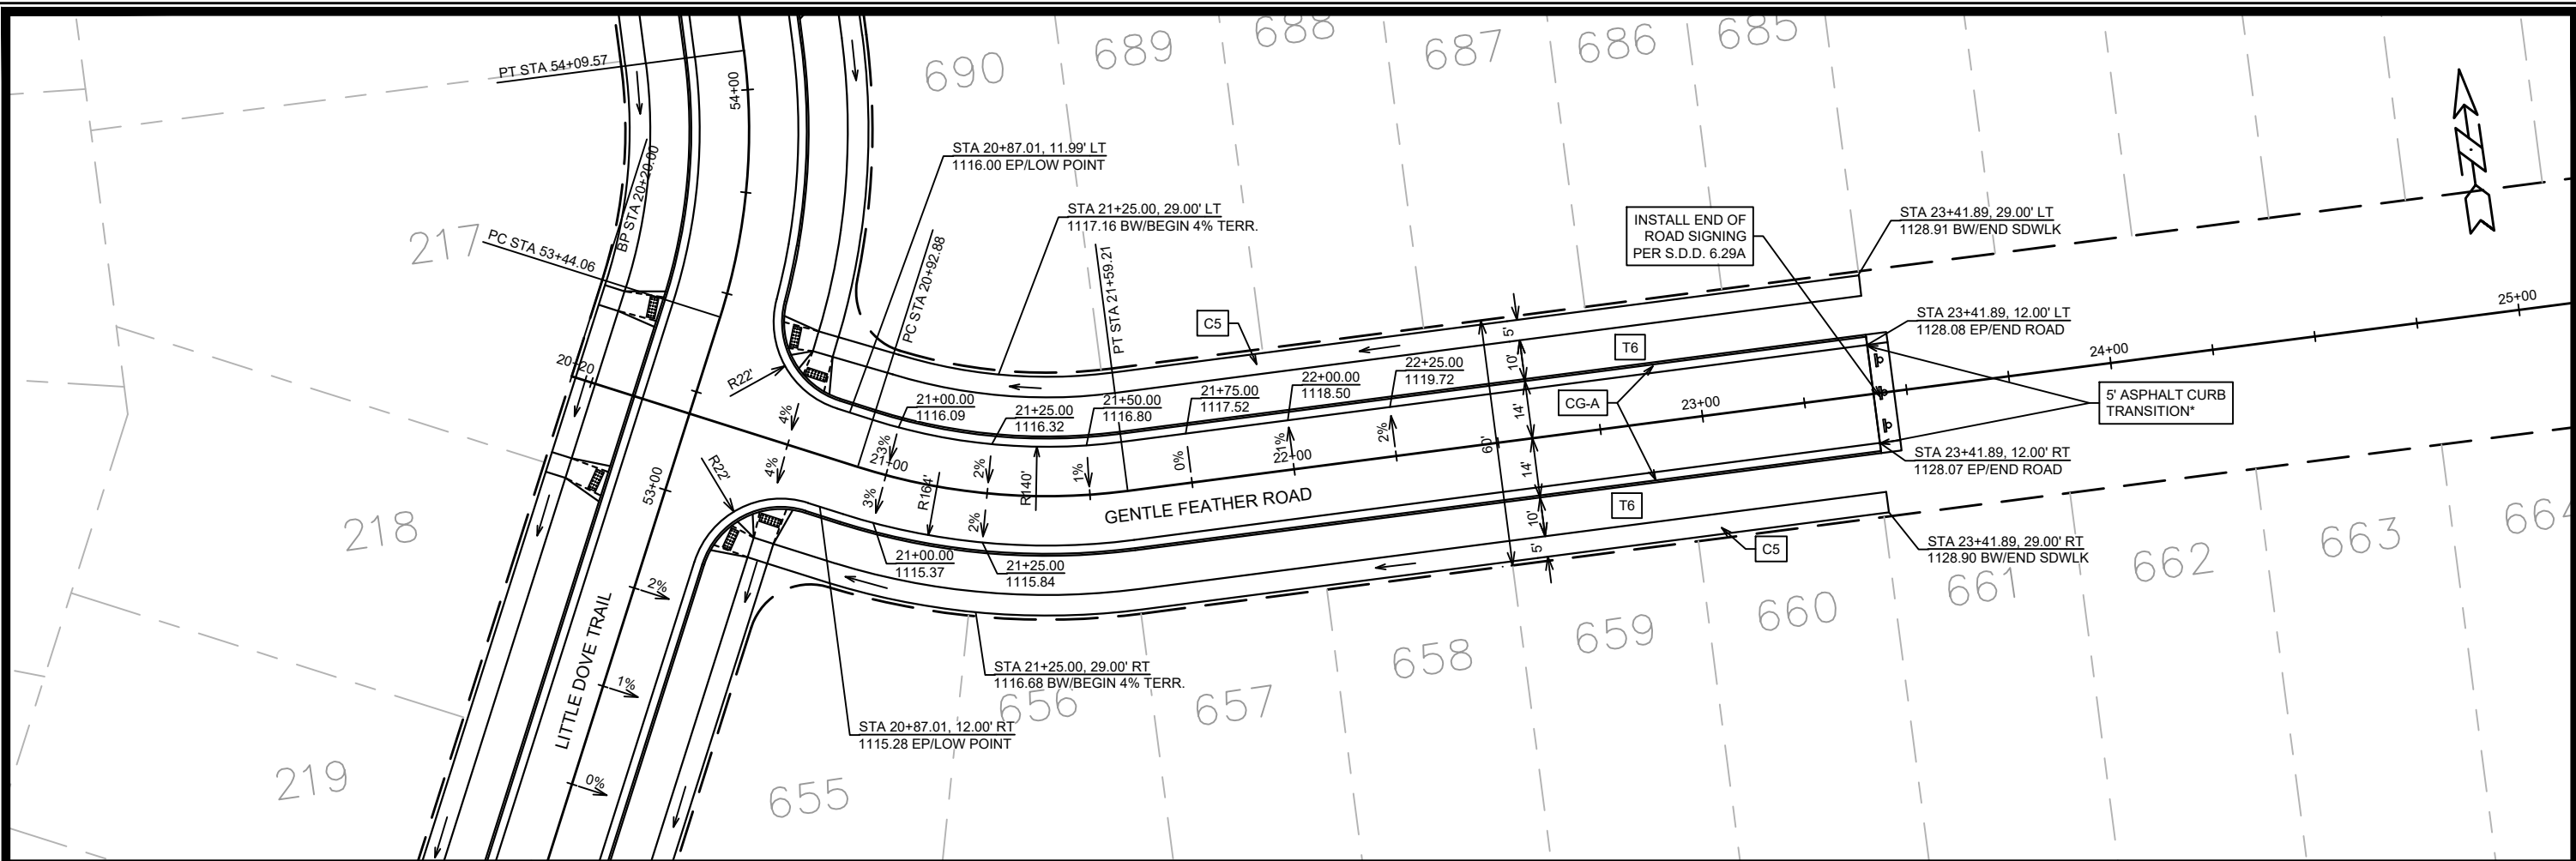 688
689
685
686
687
690
PT STA 54+09.57
54+00
STA 20+87.01, 11.99' LT
1116.00 EP/LOW POINT
BP STA 20+20.00
STA 21+25.00, 29.00' LT
1117.16 BW/BEGIN 4% TERR.
INSTALL END OF
ROAD SIGNING
PER S.D.D. 6.29A
STA 23+41.89, 29.00' LT
1128.91 BW/END SDWLK
217
PC STA 53+44.06
PC STA 20+92.88
PT STA 21+59.21
25+00
STA 23+41.89, 12.00' LT
1128.08 EP/END ROAD
C5
5'
T6
10'
24+00
20+20
R22'
22+25.00
1119.72
22+00.00
1118.50
21+75.00
1117.52
21+50.00
1116.80
21+00.00
1116.09
21+25.00
1116.32
CG-A
14'
23+00
5' ASPHALT CURB
TRANSITION*
4%
3%
2%
1%
0%
1%
2%
60'
14'
STA 23+41.89, 12.00' RT
1128.07 EP/END ROAD
R22'
4%
21+00
3%
R164'
2%
R140'
22+00
GENTLE FEATHER ROAD
T6
10'
5'
53+00
218
21+00.00
1115.37
21+25.00
1115.84
C5
STA 23+41.89, 29.00' RT
1128.90 BW/END SDWLK
664
663
662
661
660
659
658
2%
LITTLE DOVE TRAIL
1%
STA 21+25.00, 29.00' RT
1116.68 BW/BEGIN 4% TERR.
656
657
STA 20+87.01, 12.00' RT
1115.28 EP/LOW POINT
219
0%
655